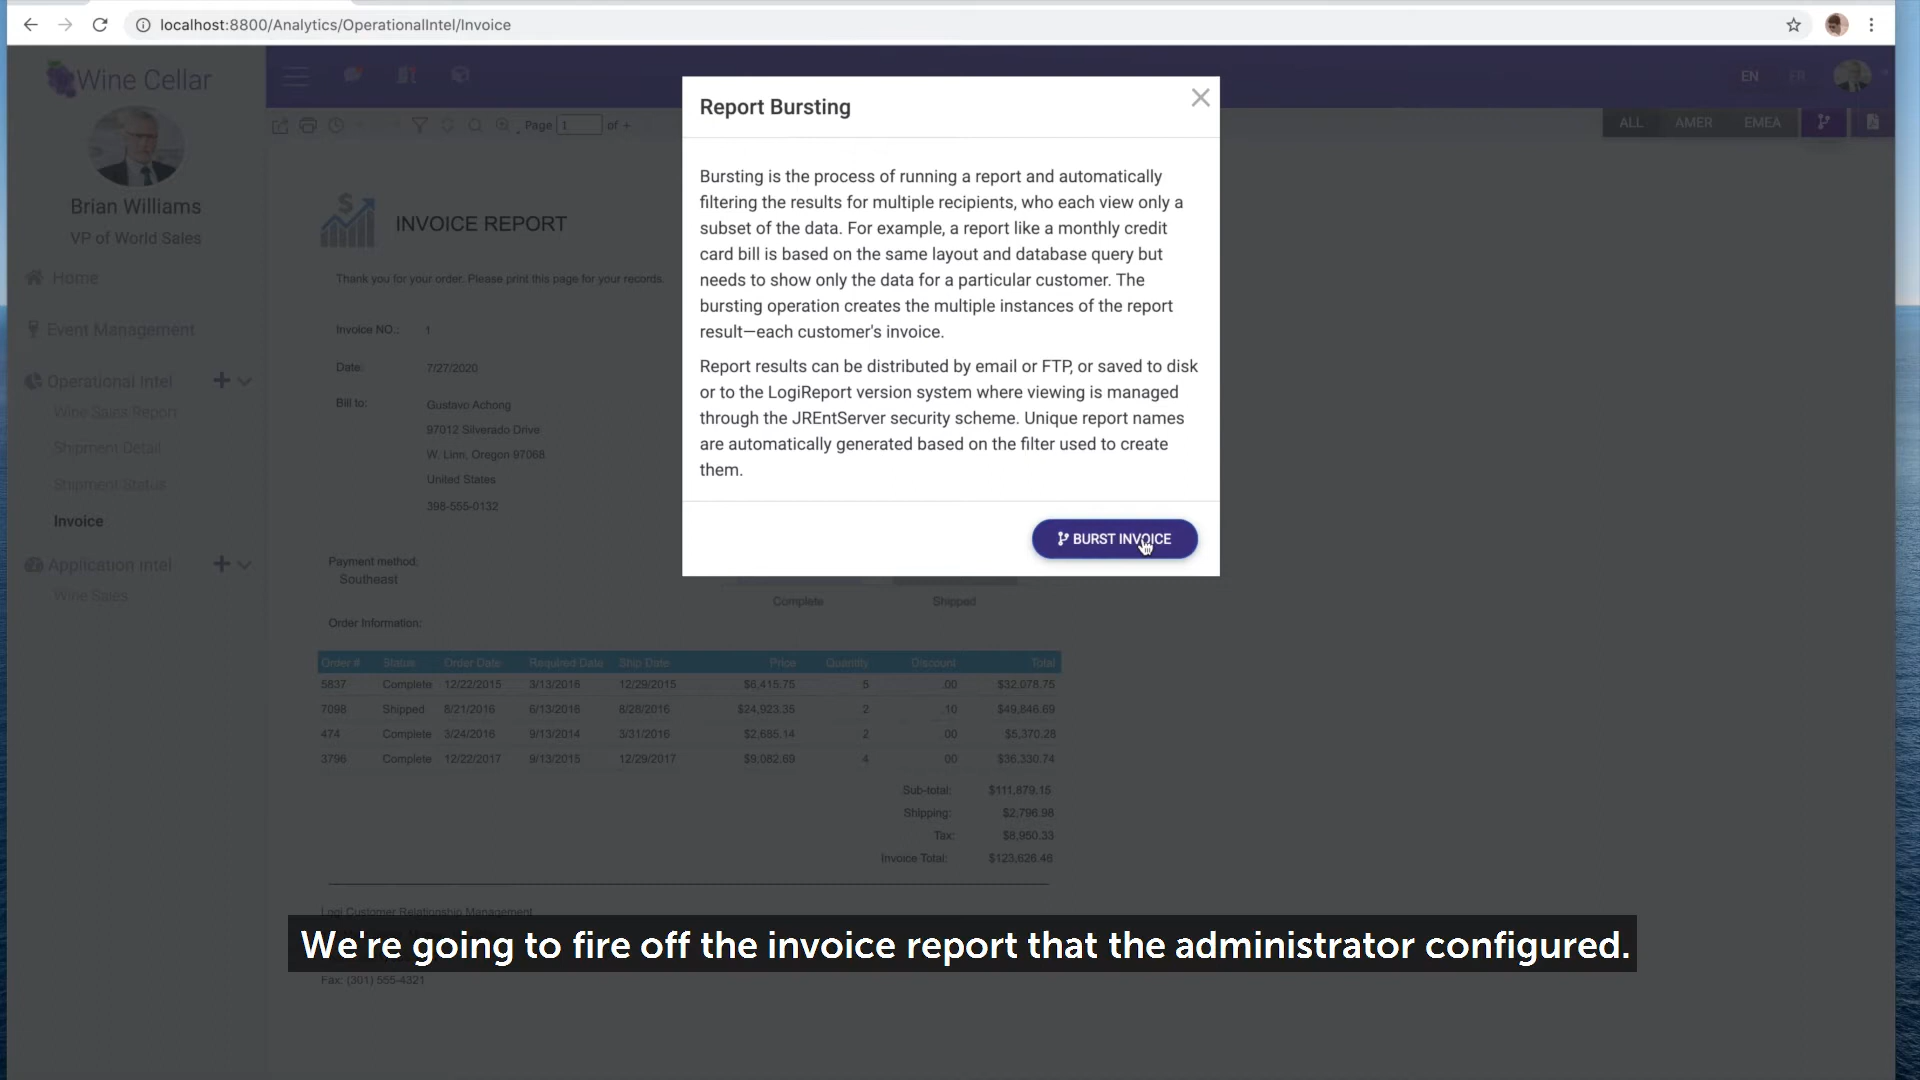 localhost:8800/Analytics/OperationalIntel/Invoice
Wine Cellar
EN FR
Brian Williams
VP of World Sales
Home
Event Management
Operational Intel
Wine Sales Report
Shipment Detail
Shipment Status
Invoice
Application Intel
Wine Sales
Page 1 of +
ALL AMER EMEA
INVOICE REPORT
Thank you for your order. Please print this page for your records.
Invoice NO.: 1
Date: 7/27/2020
Bill to: Gustavo Achong
97012 Silverado Drive
W. Linn, Oregon 97068
United States
398-555-0132
Payment method:
Southeast
Complete Shipped
Order Information:
Order # Status Order Date Required Date Ship Date Price Quantity Discount Total
5837 Complete 12/22/2015 3/13/2016 12/29/2015 $6,415.75 5 .00 $32,078.75
7098 Shipped 8/21/2016 6/13/2016 8/28/2016 $24,923.35 2 .10 $49,846.69
474 Complete 3/24/2016 9/13/2014 3/31/2016 $2,685.14 2 .00 $5,370.28
3796 Complete 12/22/2017 9/13/2015 12/29/2017 $9,082.69 4 .00 $36,330.74
Sub-total: $111,879.15
Shipping: $2,796.98
Tax: $8,950.33
Invoice Total: $123,626.46
Logi Customer Relationship Management
Fax: (301) 555-4321
Report Bursting
Bursting is the process of running a report and automatically
filtering the results for multiple recipients, who each view only a
subset of the data. For example, a report like a monthly credit
card bill is based on the same layout and database query but
needs to show only the data for a particular customer. The
bursting operation creates the multiple instances of the report
result—each customer's invoice.
Report results can be distributed by email or FTP, or saved to disk
or to the LogiReport version system where viewing is managed
through the JREntServer security scheme. Unique report names
are automatically generated based on the filter used to create
them.
BURST INVOICE
We're going to fire off the invoice report that the administrator configured.